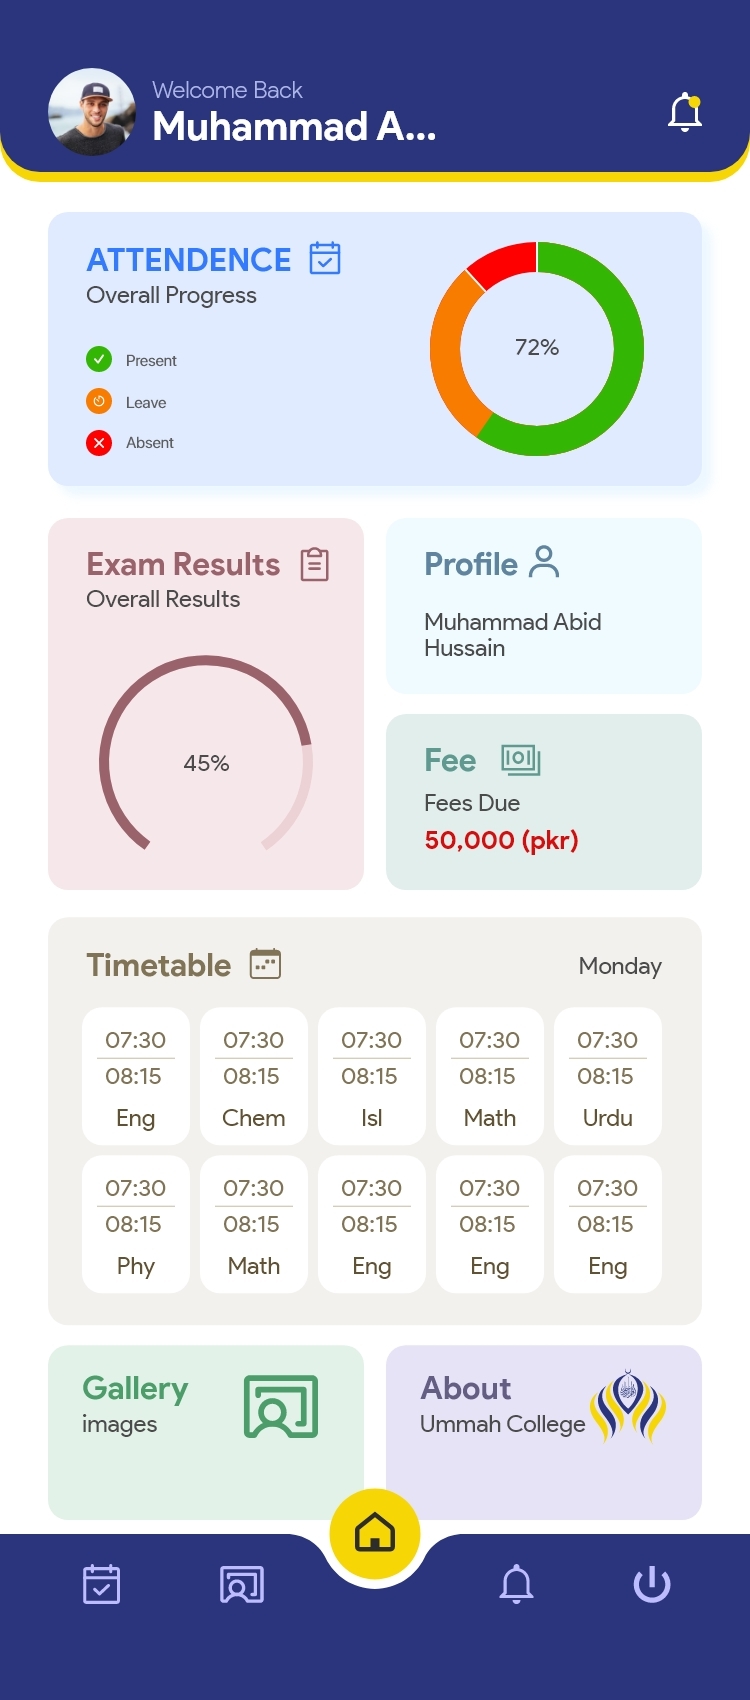 Welcome Back
Muhammad A...
ATTENDENCE
Overall Progress
Present
Leave
Absent
72%
Exam Results
Overall Results
45%
Profile
Muhammad Abid
Hussain
Fee
Fees Due
50,000 (pkr)
Timetable
Monday
07:30 07:30 07:30 07:30 07:30
08:15 08:15 08:15 08:15 08:15
Eng Chem Isl Math Urdu
07:30 07:30 07:30 07:30 07:30
08:15 08:15 08:15 08:15 08:15
Phy Math Eng Eng Eng
Gallery
images
About
Ummah College